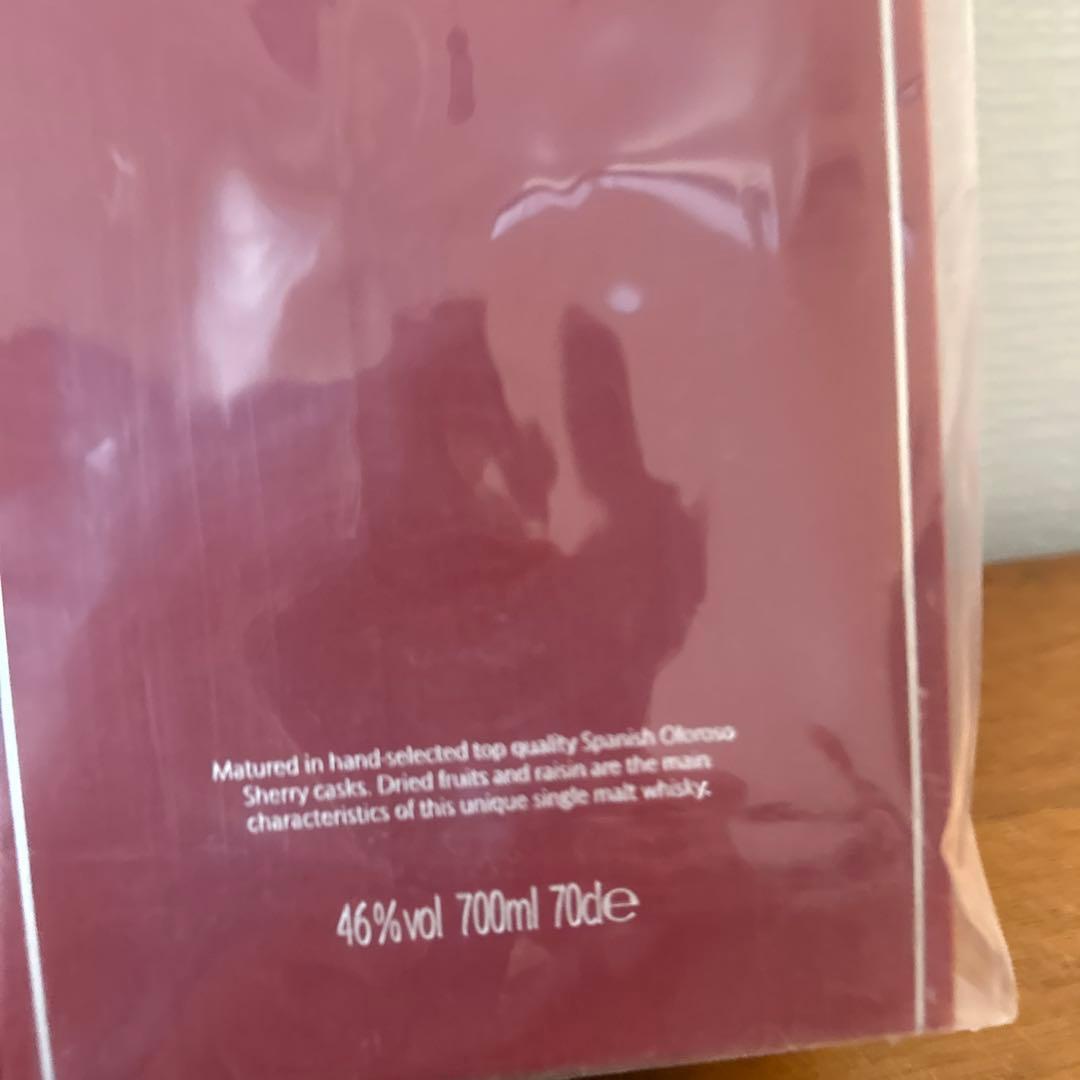 Matured in hand-selected top quality Spanish Oloroso
Sherry casks. Dried fruits and raisin are the main
characteristics of this unique single malt whisky.
46%vol 700ml 70cl℮